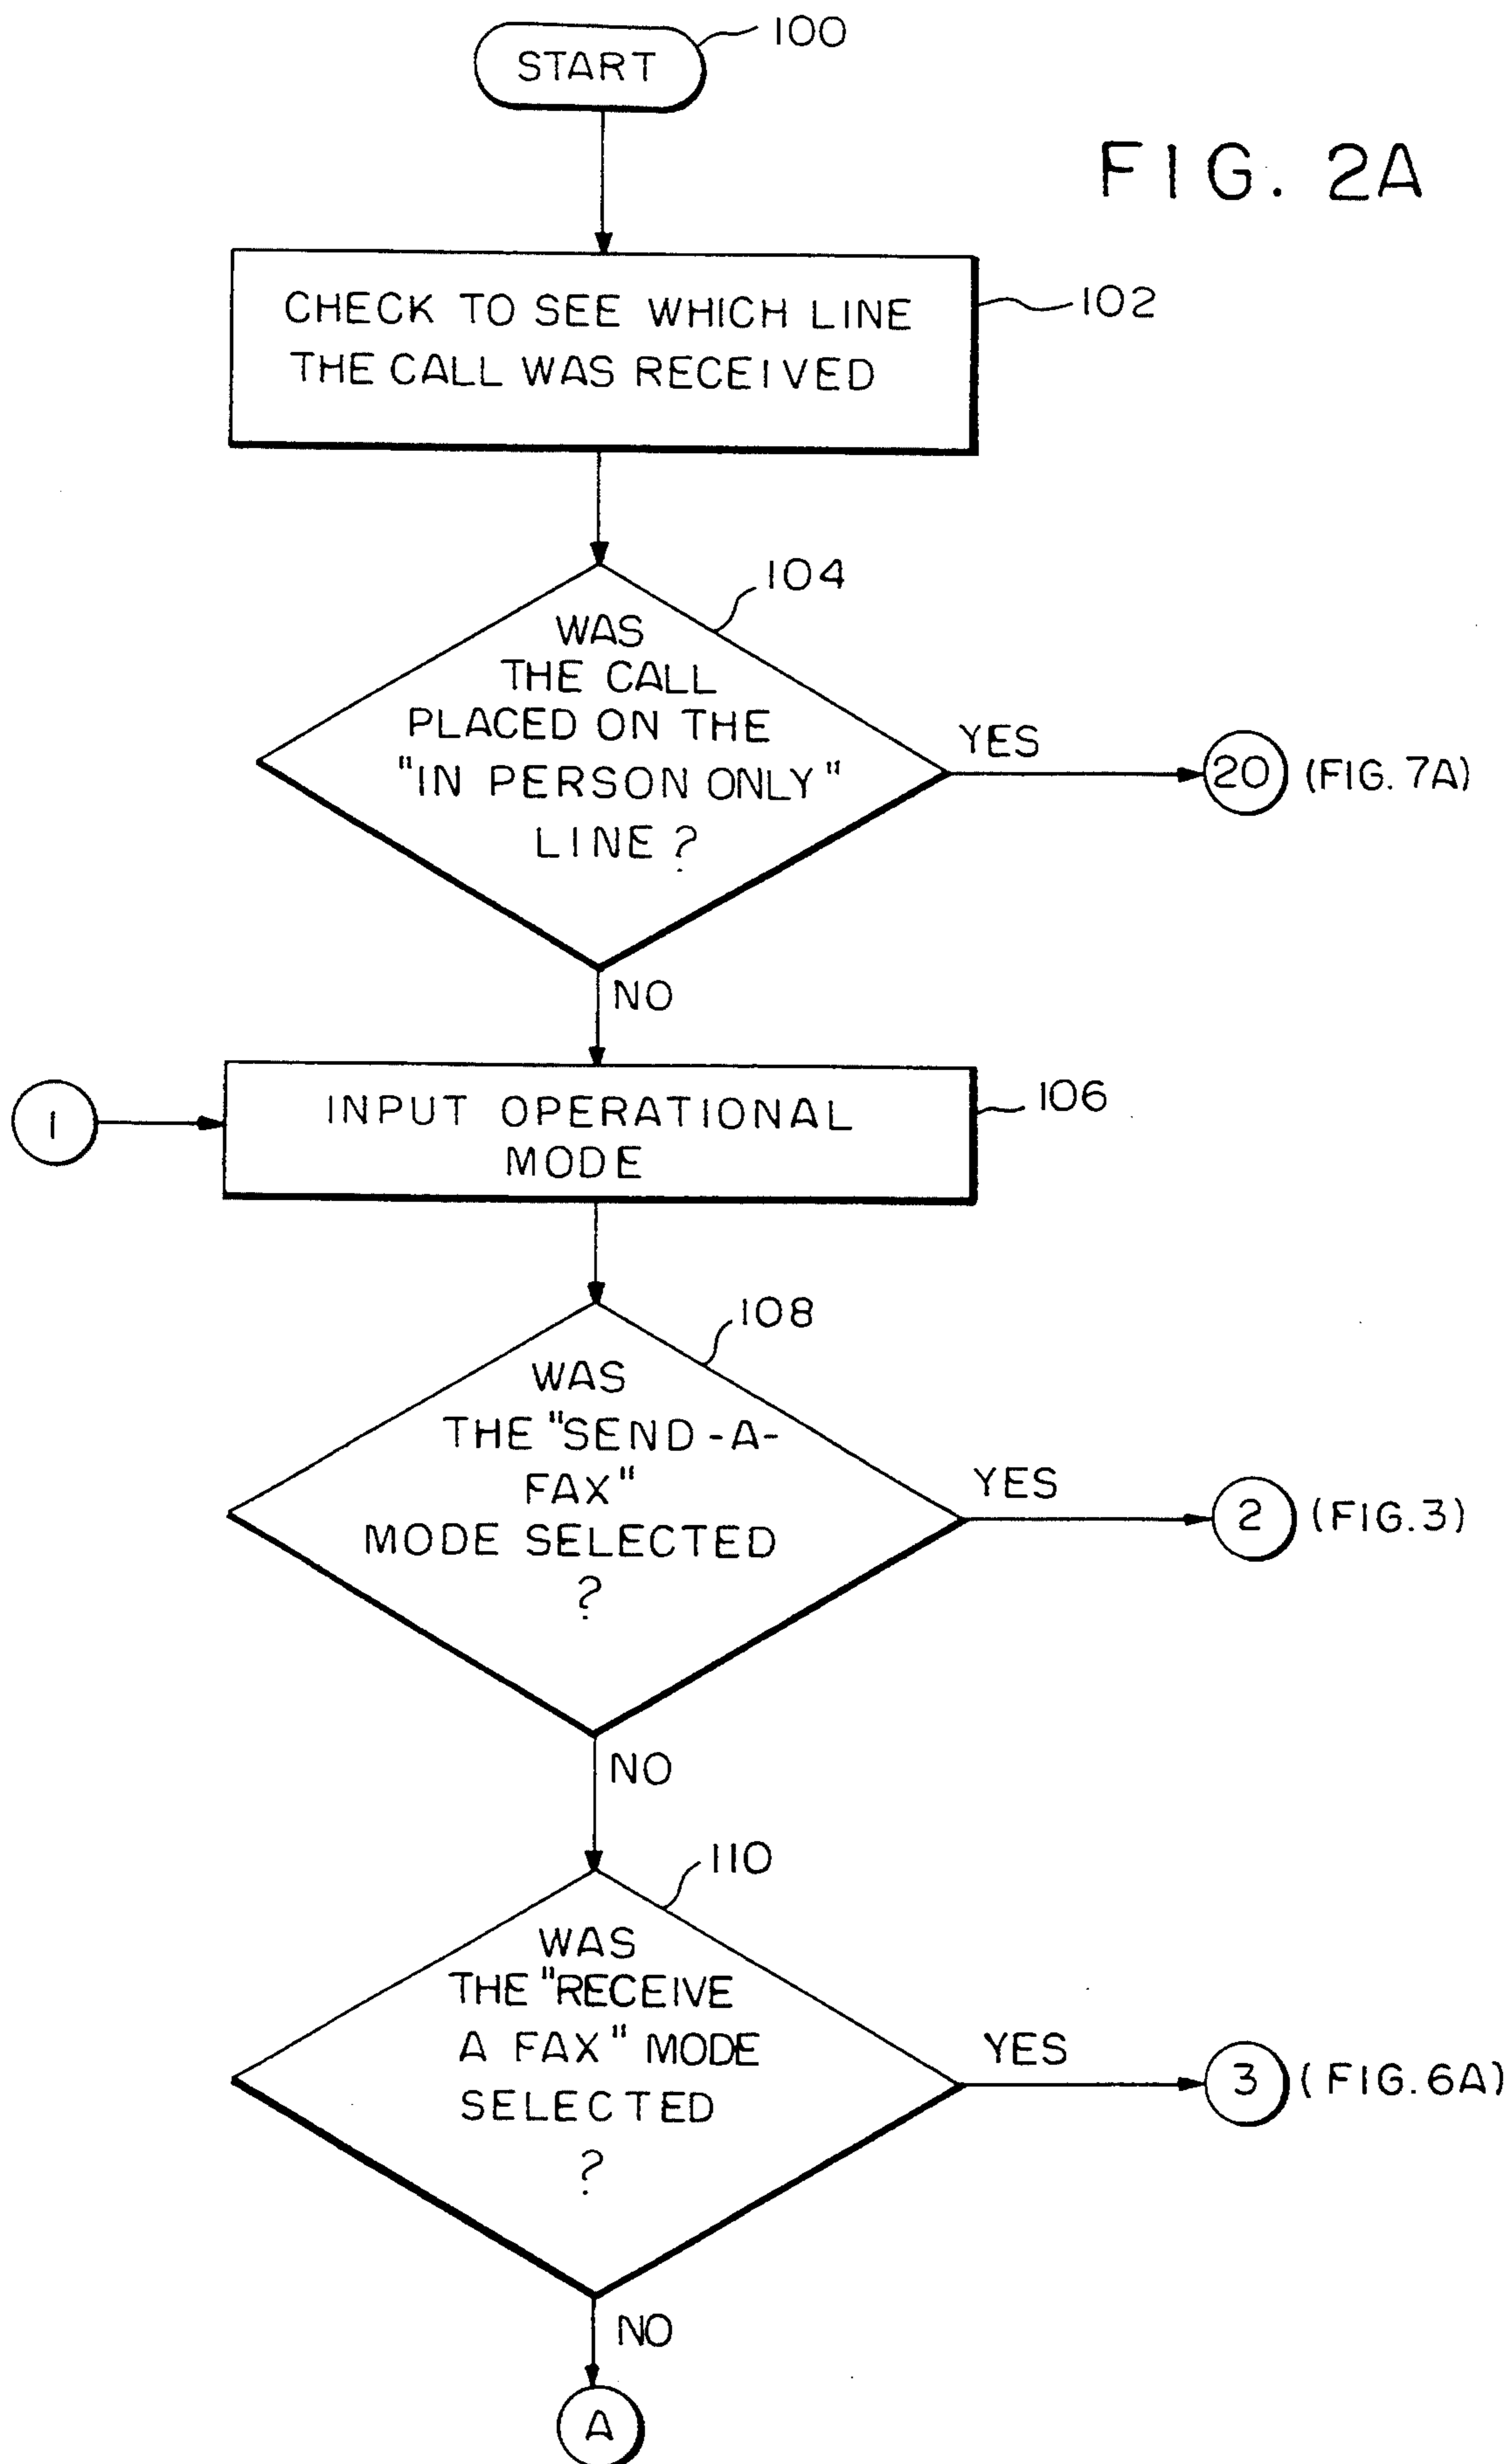 START
100
FIG. 2A
CHECK TO SEE WHICH LINE
THE CALL WAS RECEIVED
102
104
WAS
THE CALL
PLACED ON THE
"IN PERSON ONLY"
LINE ?
YES
20 (FIG. 7A)
NO
1
INPUT OPERATIONAL
MODE
106
108
WAS
THE "SEND-A-
FAX"
MODE SELECTED
?
YES
2 (FIG.3)
NO
110
WAS
THE "RECEIVE
A FAX" MODE
SELECTED
?
YES
3 (FIG.6A)
NO
A